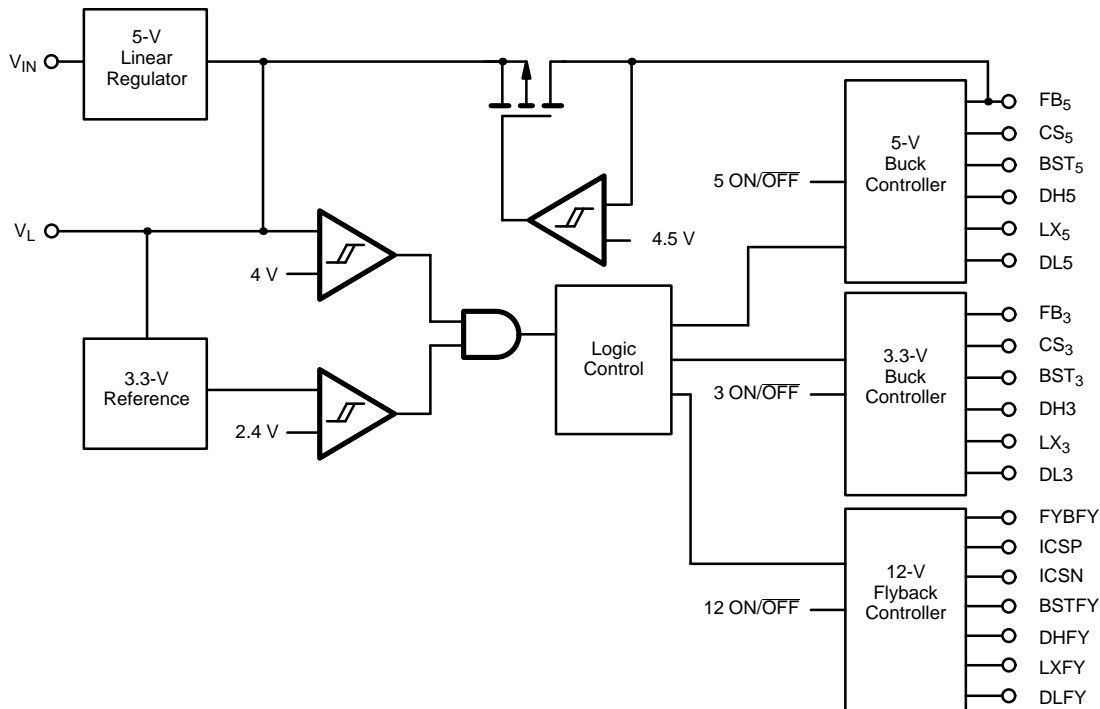 5-V
Linear
Regulator
VIN
VL
4 V
3.3-V
Reference
2.4 V
4.5 V
Logic
Control
5 ON/OFF
5-V
Buck
Controller
FB5
CS5
BST5
DH5
LX5
DL5
3 ON/OFF
3.3-V
Buck
Controller
FB3
CS3
BST3
DH3
LX3
DL3
12 ON/OFF
12-V
Flyback
Controller
FYBFY
ICSP
ICSN
BSTFY
DHFY
LXFY
DLFY